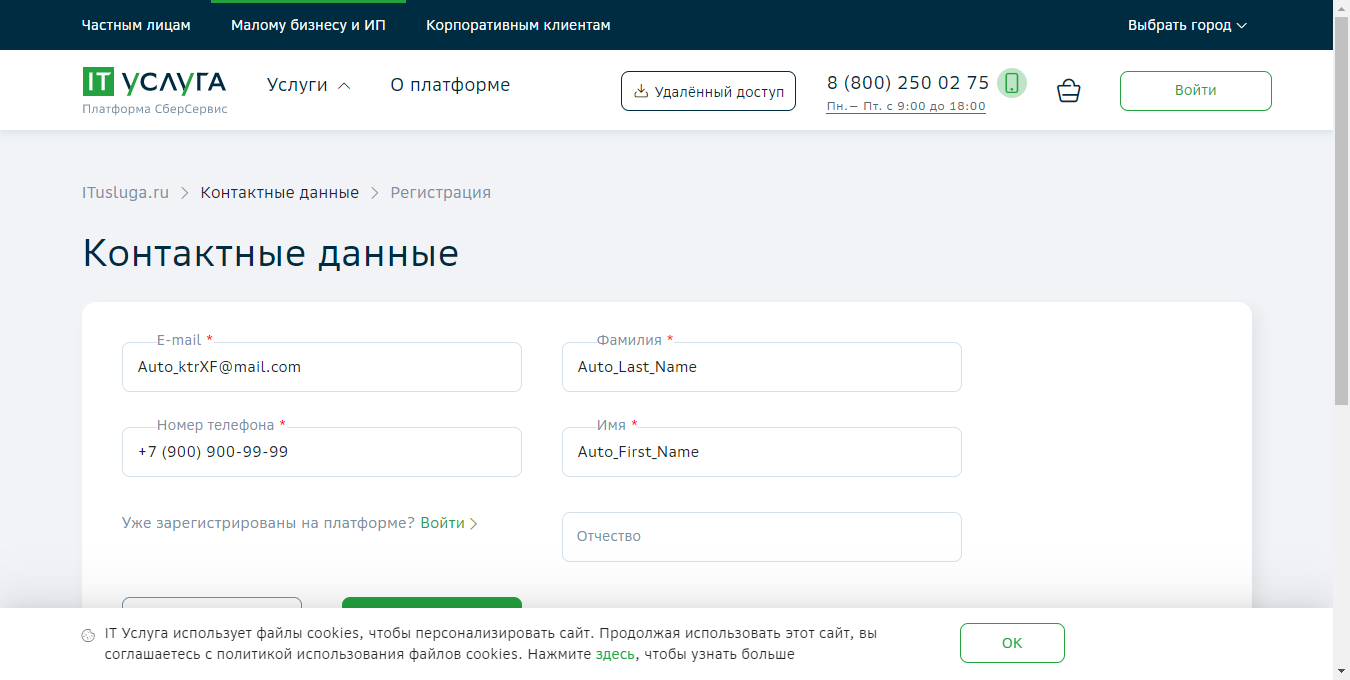 Частным лицам Малому бизнесу и ИП Корпоративным клиентам Выбрать город
IT УСЛУГА Услуги О платформе Удалённый доступ 8 (800) 250 02 75 Войти
Платформа СберСервис Пн.— Пт. с 9:00 до 18:00
ITusluga.ru Контактные данные Регистрация
Контактные данные
E-mail * Фамилия *
Auto_ktrXF@mail.com Auto_Last_Name
Номер телефона * Имя *
+7 (900) 900-99-99 Auto_First_Name
Уже зарегистрированы на платформе? Войти Отчество
IT Услуга использует файлы cookies, чтобы персонализировать сайт. Продолжая использовать этот сайт, вы
соглашаетесь с политикой использования файлов cookies. Нажмите здесь, чтобы узнать больше
ОК